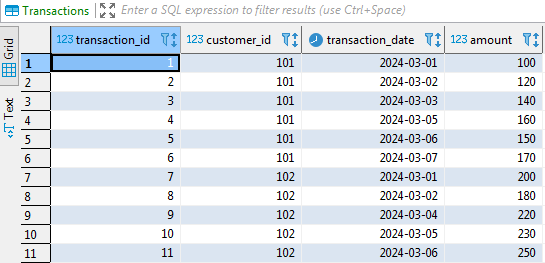 Transactions Enter a SQL expression to filter results (use Ctrl+Space)
Grid
Text
123 transaction_id 123 customer_id transaction_date 123 amount
1 1 101 2024-03-01 100
2 2 101 2024-03-02 120
3 3 101 2024-03-03 140
4 4 101 2024-03-05 160
5 5 101 2024-03-06 150
6 6 101 2024-03-07 170
7 7 102 2024-03-01 200
8 8 102 2024-03-02 180
9 9 102 2024-03-04 220
10 10 102 2024-03-05 230
11 11 102 2024-03-06 250